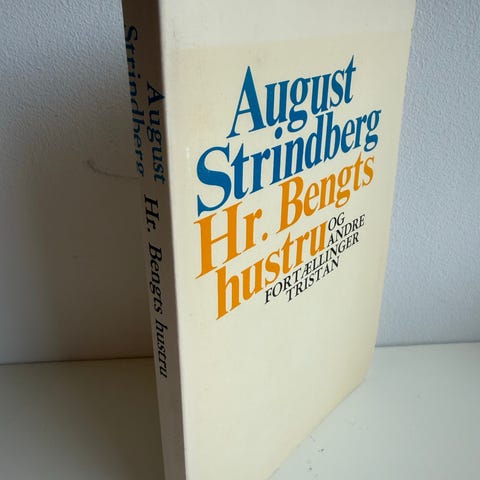 August
Strindberg
Hr. Bengts
hustru
OG
ANDRE
FORTÆLLINGER
TRISTAN
August
Strindberg
Hr. Bengts hustru